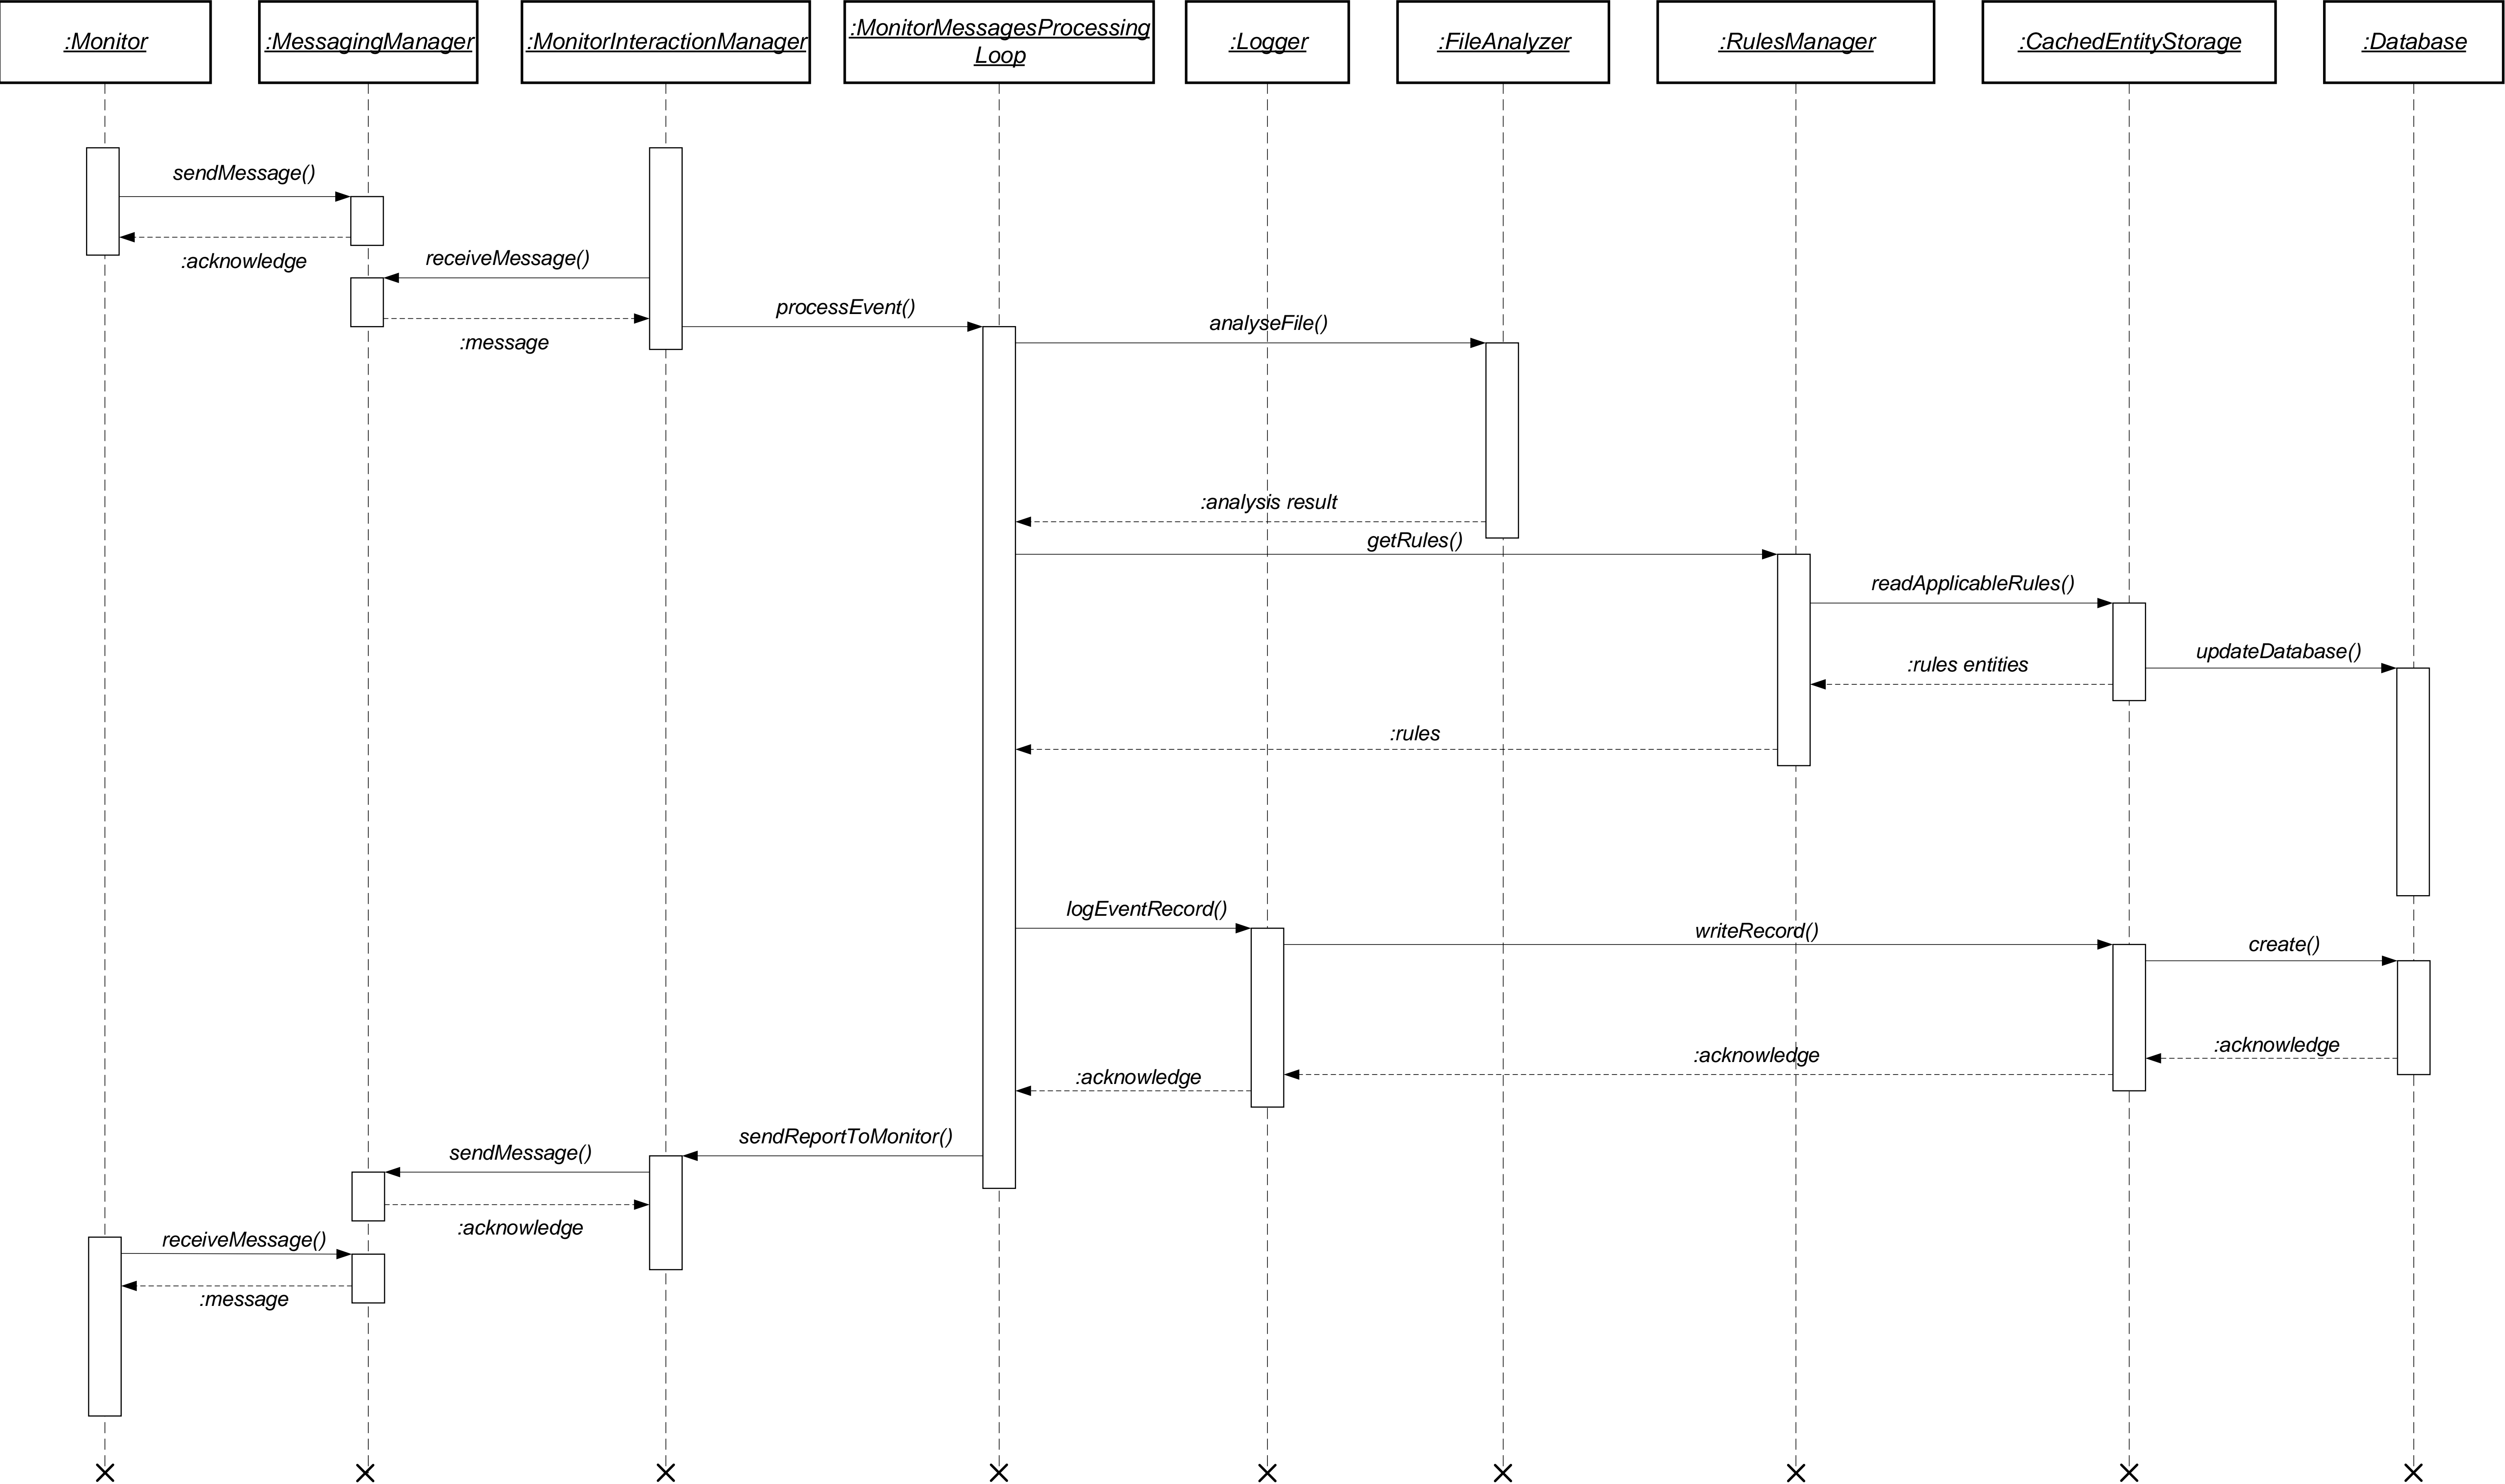 :Monitor
:MessagingManager
:MonitorInteractionManager
:MonitorMessagesProcessing
Loop
:Logger
:FileAnalyzer
:RulesManager
:CachedEntityStorage
:Database
sendMessage()
:acknowledge
receiveMessage()
:message
processEvent()
analyseFile()
:analysis result
getRules()
readApplicableRules()
updateDatabase()
:rules entities
:rules
logEventRecord()
writeRecord()
create()
:acknowledge
:acknowledge
:acknowledge
sendReportToMonitor()
sendMessage()
:acknowledge
receiveMessage()
:message